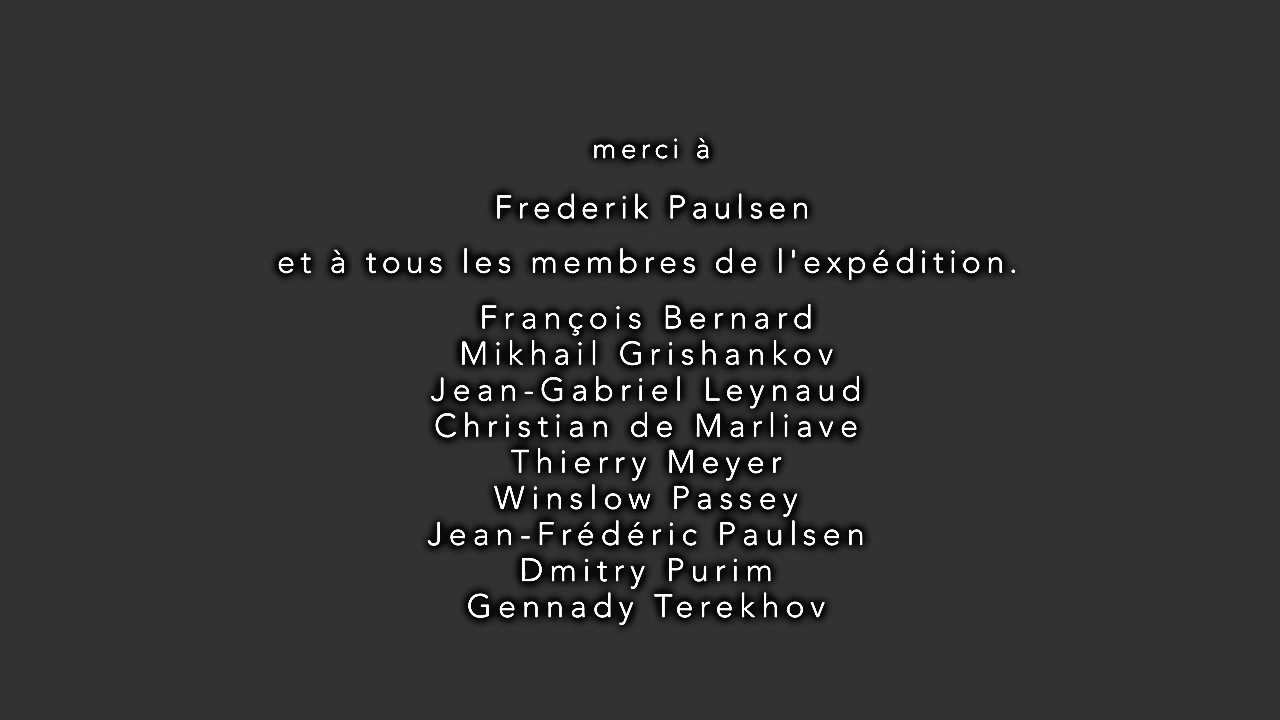 merci à
Frederik Paulsen
et à tous les membres de l'expédition.
François Bernard
Mikhail Grishankov
Jean-Gabriel Leynaud
Christian de Marliave
Thierry Meyer
Winslow Passey
Jean-Frédéric Paulsen
Dmitry Purim
Gennady Terekhov